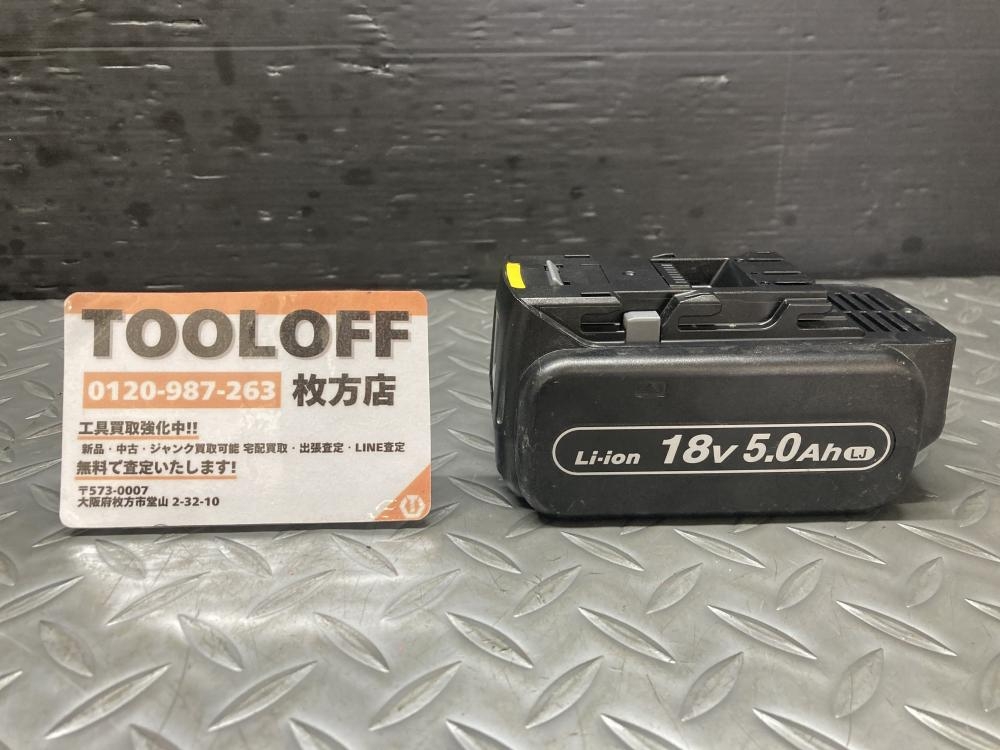 TOOLOFF
0120-987-263 枚方店
工具買取強化中!!
新品・中古・ジャンク買取可能 宅配買取・出張査定・LINE査定
無料で査定いたします!
〒573-0007
大阪府枚方市堂山 2-32-10
Li-ion 18V 5.0Ah LJ